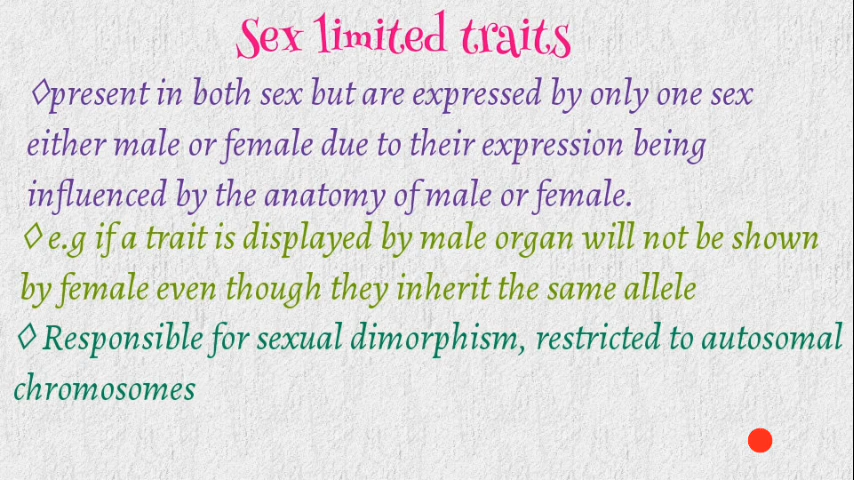 Sex limited traits
◊present in both sex but are expressed by only one sex
either male or female due to their expression being
influenced by the anatomy of male or female.
◊ e.g if a trait is displayed by male organ will not be shown
by female even though they inherit the same allele
◊ Responsible for sexual dimorphism, restricted to autosomal
chromosomes